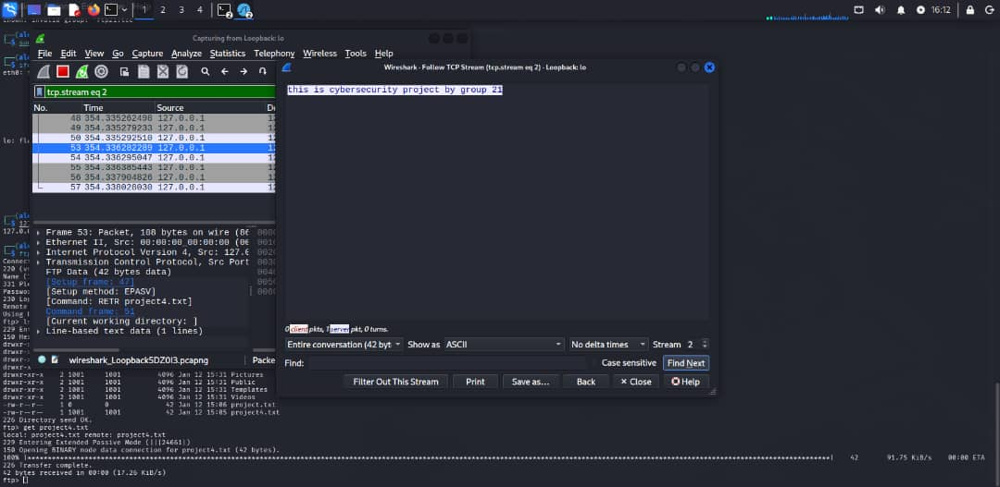 1 2 3 4
16:12
Capturing from Loopback: lo
File Edit View Go Capture Analyze Statistics Telephony Wireless Tools Help
tcp.stream eq 2
No. Time Source
48 354.335262498 127.0.0.1
49 354.335279233 127.0.0.1
50 354.335292510 127.0.0.1
53 354.336282289 127.0.0.1
54 354.336295047 127.0.0.1
55 354.336385443 127.0.0.1
56 354.337904826 127.0.0.1
57 354.338028030 127.0.0.1
Frame 53: Packet, 108 bytes on wire (86
Ethernet II, Src: 00:00:00_00:00:00 (00
Internet Protocol Version 4, Src: 127.0
Transmission Control Protocol, Src Port
FTP Data (42 bytes data)
[Setup frame: 47]
[Setup method: EPASV]
[Command: RETR project4.txt]
Command frame: 51
[Current working directory: ]
Line-based text data (1 lines)
wireshark_Loopback5DZ0I3.pcapng
Packe
Wireshark · Follow TCP Stream (tcp.stream eq 2) · Loopback: lo
this is cybersecurity project by group 21
0 client pkts, 1 server pkt, 0 turns.
Entire conversation (42 byt Show as ASCII No delta times Stream 2
Find: Case sensitive Find Next
Filter Out This Stream Print Save as... Back × Close Help
drwxr-xr-x 2 1001 1001 4096 Jan 12 15:31 Pictures
drwxr-xr-x 2 1001 1001 4096 Jan 12 15:31 Public
drwxr-xr-x 2 1001 1001 4096 Jan 12 15:31 Templates
drwxr-xr-x 2 1001 1001 4096 Jan 12 15:31 Videos
-rw-r--r-- 1 0 0 42 Jan 12 15:06 project.txt
-rw-r--r-- 1 1001 1001 42 Jan 12 15:05 project4.txt
226 Directory send OK.
ftp> get project4.txt
local: project4.txt remote: project4.txt
229 Entering Extended Passive Mode (|||24661|)
150 Opening BINARY mode data connection for project4.txt (42 bytes).
100% 42 91.75 KiB/s 00:00 ETA
226 Transfer complete.
42 bytes received in 00:00 (17.26 KiB/s)
ftp>